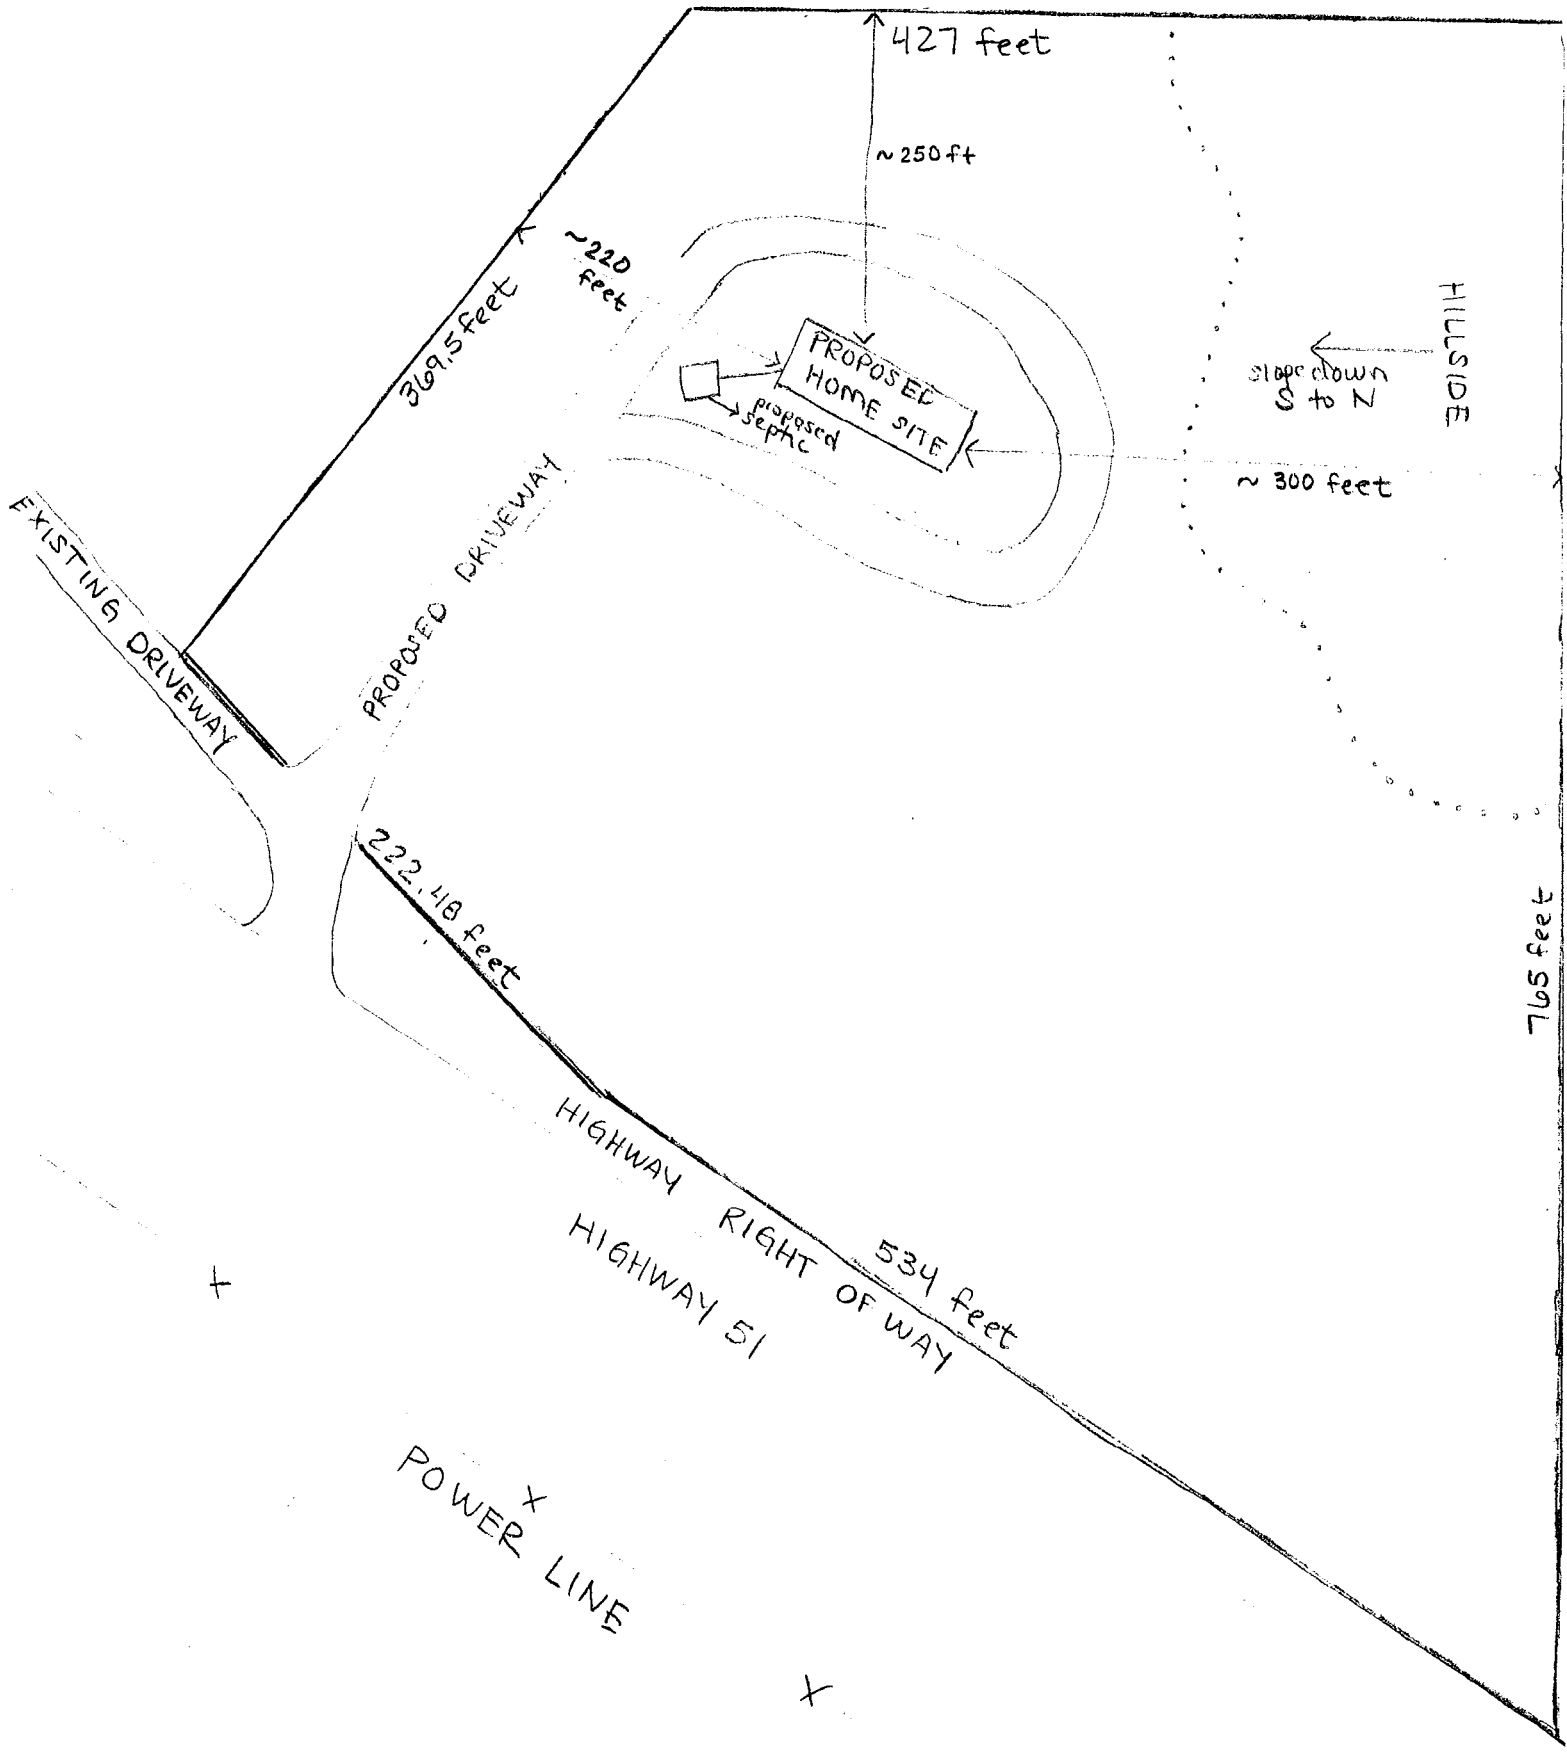 427 feet
~250 ft
~220
feet
369.5 feet
PROPOSED
HOME SITE
proposed
septic
HILLSIDE
slope down
S to N
~ 300 feet
EXISTING DRIVEWAY
PROPOSED DRIVEWAY
222.48 feet
765 feet
HIGHWAY RIGHT OF WAY
534 feet
HIGHWAY 51
X
X
POWER LINE
X